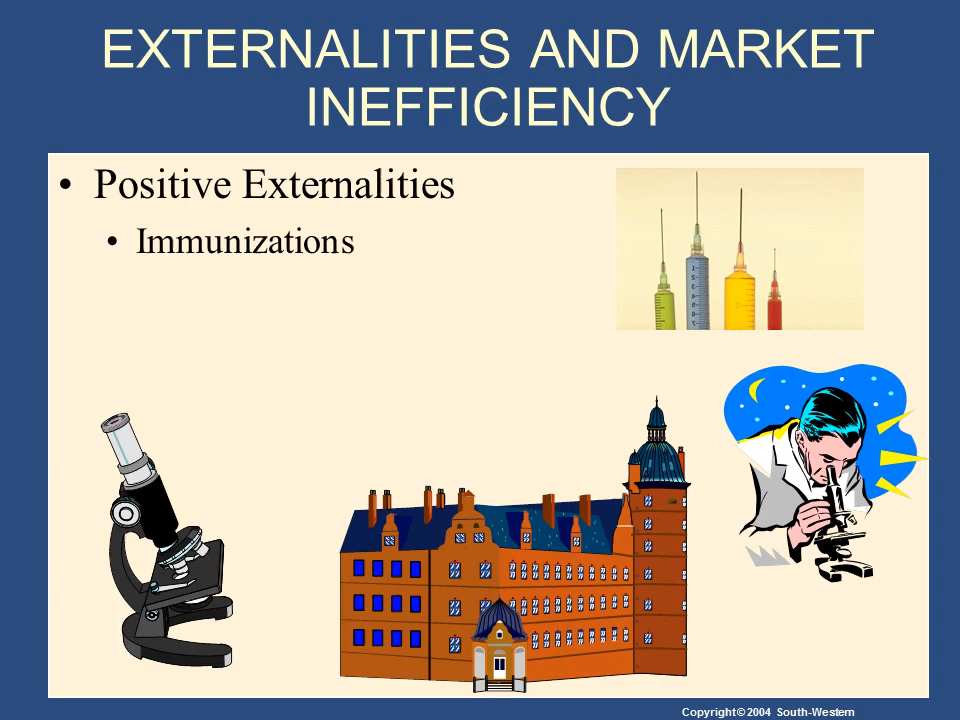 EXTERNALITIES AND MARKET
INEFFICIENCY
• Positive Externalities
• Immunizations
Copyright © 2004 South-Western